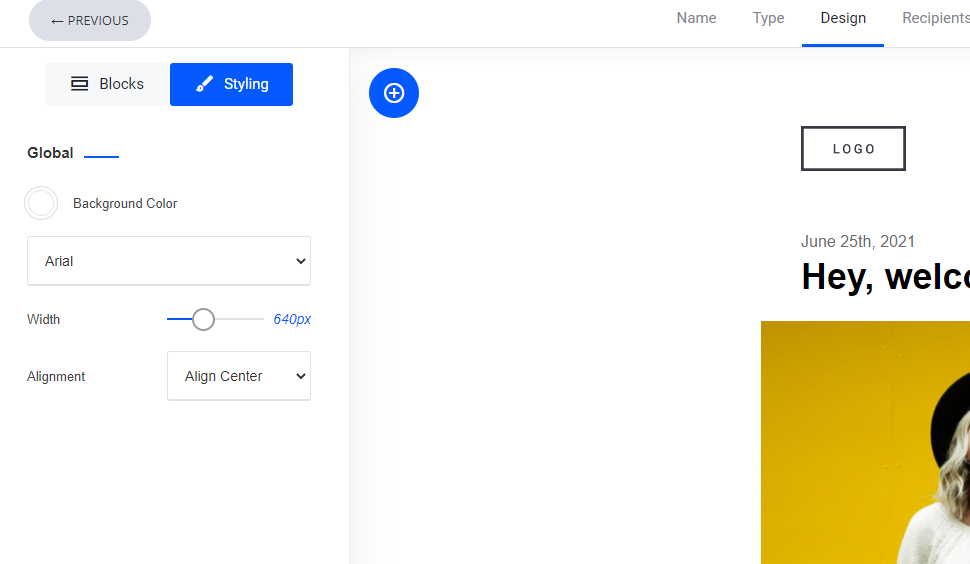 ← PREVIOUS
Name Type Design Recipients
Blocks Styling
Global
Background Color
Arial
Width 640px
Alignment Align Center
LOGO
June 25th, 2021
Hey, welco